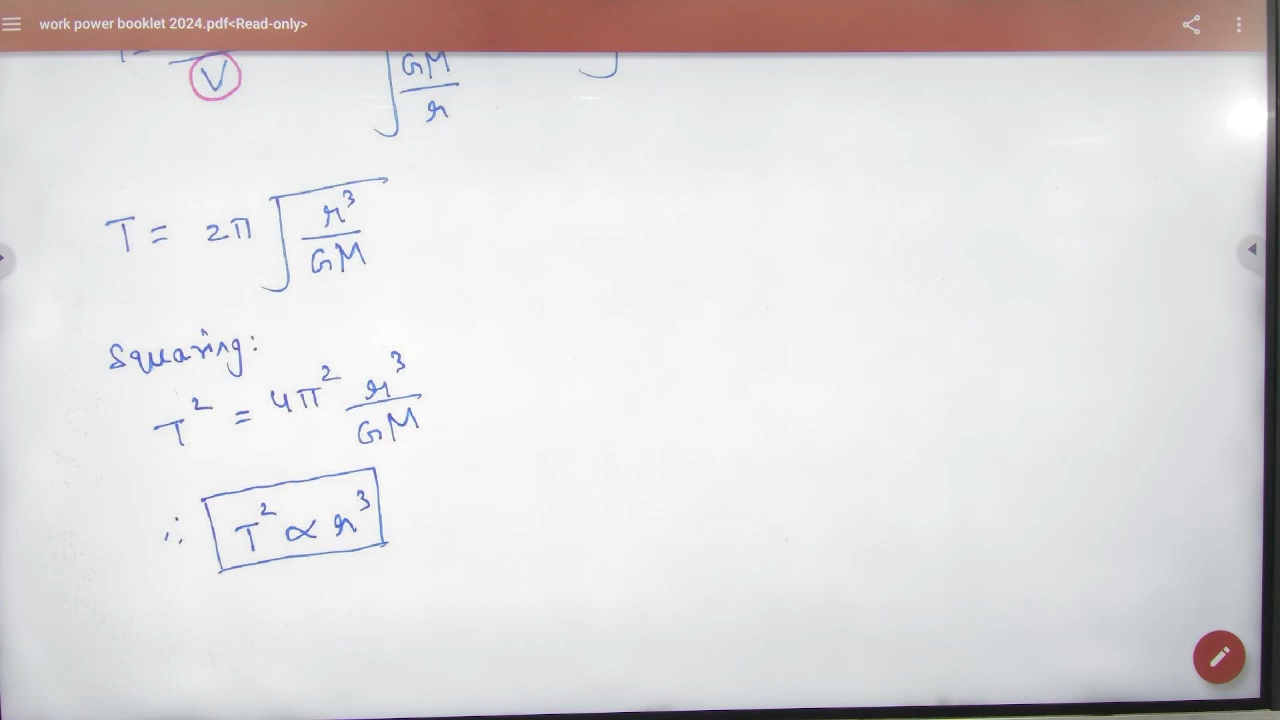 work power booklet 2024.pdf<Read-only>
V
GM
r
T = 2π √(r³/GM)
Squaring:
T² = 4π² r³/GM
∴ T² ∝ r³